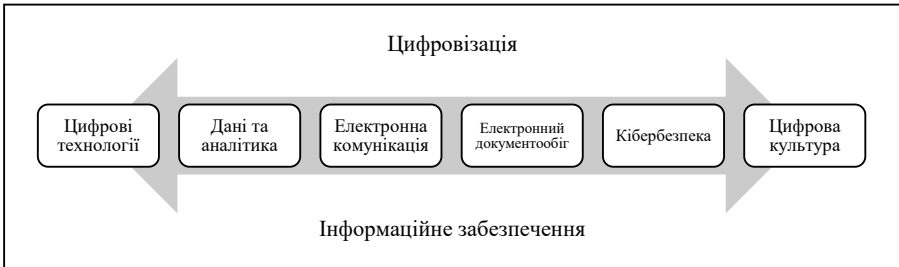 Цифровізація
Цифрові
технології
Дані та
аналітика
Електронна
комунікація
Електронний
документообіг
Кібербезпека
Цифрова
культура
Інформаційне забезпечення